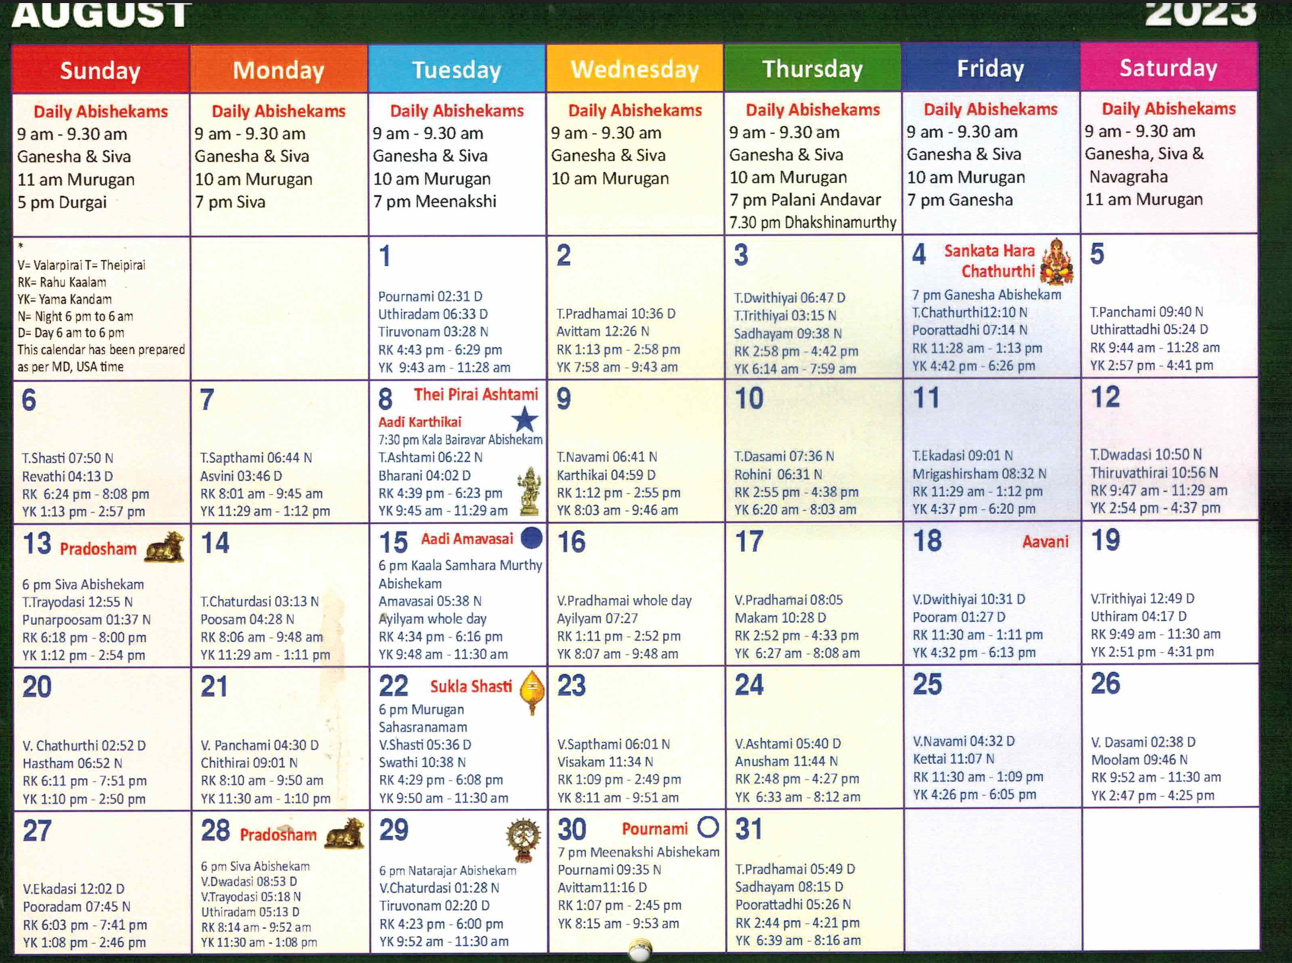 AUGUST
2023
Sunday
Monday
Tuesday
Wednesday
Thursday
Friday
Saturday
Daily Abishekams
9 am - 9.30 am
Ganesha & Siva
11 am Murugan
5 pm Durgai
Daily Abishekams
9 am - 9.30 am
Ganesha & Siva
10 am Murugan
7 pm Siva
Daily Abishekams
9 am - 9.30 am
Ganesha & Siva
10 am Murugan
7 pm Meenakshi
Daily Abishekams
9 am - 9.30 am
Ganesha & Siva
10 am Murugan
Daily Abishekams
9 am - 9.30 am
Ganesha & Siva
10 am Murugan
7 pm Palani Andavar
7.30 pm Dhakshinamurthy
Daily Abishekams
9 am - 9.30 am
Ganesha & Siva
10 am Murugan
7 pm Ganesha
Daily Abishekams
9 am - 9.30 am
Ganesha, Siva &
Navagraha
11 am Murugan
*
V= Valarpirai T= Theipirai
RK= Rahu Kaalam
YK= Yama Kandam
N= Night 6 pm to 6 am
D= Day 6 am to 6 pm
This calendar has been prepared
as per MD, USA time
1
Pournami 02:31 D
Uthiradam 06:33 D
Tiruvonam 03:28 N
RK 4:43 pm - 6:29 pm
YK 9:43 am - 11:28 am
2
T.Pradhamai 10:36 D
Avittam 12:26 N
RK 1:13 pm - 2:58 pm
YK 7:58 am - 9:43 am
3
T.Dwithiyai 06:47 D
T.Trithiyai 03:15 N
Sadhayam 09:38 N
RK 2:58 pm - 4:42 pm
YK 6:14 am - 7:59 am
4 Sankata Hara
Chathurthi
7 pm Ganesha Abishekam
T.Chathurthi12:10 N
Poorattadhi 07:14 N
RK 11:28 am - 1:13 pm
YK 4:42 pm - 6:26 pm
5
T.Panchami 09:40 N
Uthirattadhi 05:24 D
RK 9:44 am - 11:28 am
YK 2:57 pm - 4:41 pm
6
T.Shasti 07:50 N
Revathi 04:13 D
RK 6:24 pm - 8:08 pm
YK 1:13 pm - 2:57 pm
7
T.Sapthami 06:44 N
Asvini 03:46 D
RK 8:01 am - 9:45 am
YK 11:29 am - 1:12 pm
8 Thei Pirai Ashtami
Aadi Karthikai
7:30 pm Kala Bairavar Abishekam
T.Ashtami 06:22 N
Bharani 04:02 D
RK 4:39 pm - 6:23 pm
YK 9:45 am - 11:29 am
9
T.Navami 06:41 N
Karthikai 04:59 D
RK 1:12 pm - 2:55 pm
YK 8:03 am - 9:46 am
10
T.Dasami 07:36 N
Rohini 06:31 N
RK 2:55 pm - 4:38 pm
YK 6:20 am - 8:03 am
11
T.Ekadasi 09:01 N
Mrigashirsham 08:32 N
RK 11:29 am - 1:12 pm
YK 4:37 pm - 6:20 pm
12
T.Dwadasi 10:50 N
Thiruvathirai 10:56 N
RK 9:47 am - 11:29 am
YK 2:54 pm - 4:37 pm
13 Pradosham
6 pm Siva Abishekam
T.Trayodasi 12:55 N
Punarpoosam 01:37 N
RK 6:18 pm - 8:00 pm
YK 1:12 pm - 2:54 pm
14
T.Chaturdasi 03:13 N
Poosam 04:28 N
RK 8:06 am - 9:48 am
YK 11:29 am - 1:11 pm
15 Aadi Amavasai
6 pm Kaala Samhara Murthy
Abishekam
Amavasai 05:38 N
Ayilyam whole day
RK 4:34 pm - 6:16 pm
YK 9:48 am - 11:30 am
16
V.Pradhamai whole day
Ayilyam 07:27
RK 1:11 pm - 2:52 pm
YK 8:07 am - 9:48 am
17
V.Pradhamai 08:05
Makam 10:28 D
RK 2:52 pm - 4:33 pm
YK 6:27 am - 8:08 am
18 Aavani
V.Dwithiyai 10:31 D
Pooram 01:27 D
RK 11:30 am - 1:11 pm
YK 4:32 pm - 6:13 pm
19
V.Trithiyai 12:49 D
Uthiram 04:17 D
RK 9:49 am - 11:30 am
YK 2:51 pm - 4:31 pm
20
V. Chathurthi 02:52 D
Hastham 06:52 N
RK 6:11 pm - 7:51 pm
YK 1:10 pm - 2:50 pm
21
V. Panchami 04:30 D
Chithirai 09:01 N
RK 8:10 am - 9:50 am
YK 11:30 am - 1:10 pm
22 Sukla Shasti
6 pm Murugan
Sahasranamam
V.Shasti 05:36 D
Swathi 10:38 N
RK 4:29 pm - 6:08 pm
YK 9:50 am - 11:30 am
23
V.Sapthami 06:01 N
Visakam 11:34 N
RK 1:09 pm - 2:49 pm
YK 8:11 am - 9:51 am
24
V.Ashtami 05:40 D
Anusham 11:44 N
RK 2:48 pm - 4:27 pm
YK 6:33 am - 8:12 am
25
V.Navami 04:32 D
Kettai 11:07 N
RK 11:30 am - 1:09 pm
YK 4:26 pm - 6:05 pm
26
V. Dasami 02:38 D
Moolam 09:46 N
RK 9:52 am - 11:30 am
YK 2:47 pm - 4:25 pm
27
V.Ekadasi 12:02 D
Pooradam 07:45 N
RK 6:03 pm - 7:41 pm
YK 1:08 pm - 2:46 pm
28 Pradosham
6 pm Siva Abishekam
V.Dwadasi 08:53 D
V.Trayodasi 05:18 N
Uthiradam 05:13 D
RK 8:14 am - 9:52 am
YK 11:30 am - 1:08 pm
29
6 pm Natarajar Abishekam
V.Chaturdasi 01:28 N
Tiruvonam 02:20 D
RK 4:23 pm - 6:00 pm
YK 9:52 am - 11:30 am
30 Pournami
7 pm Meenakshi Abishekam
Pournami 09:35 N
Avittam11:16 D
RK 1:07 pm - 2:45 pm
YK 8:15 am - 9:53 am
31
T.Pradhamai 05:49 D
Sadhayam 08:15 D
Poorattadhi 05:26 N
RK 2:44 pm - 4:21 pm
YK 6:39 am - 8:16 am